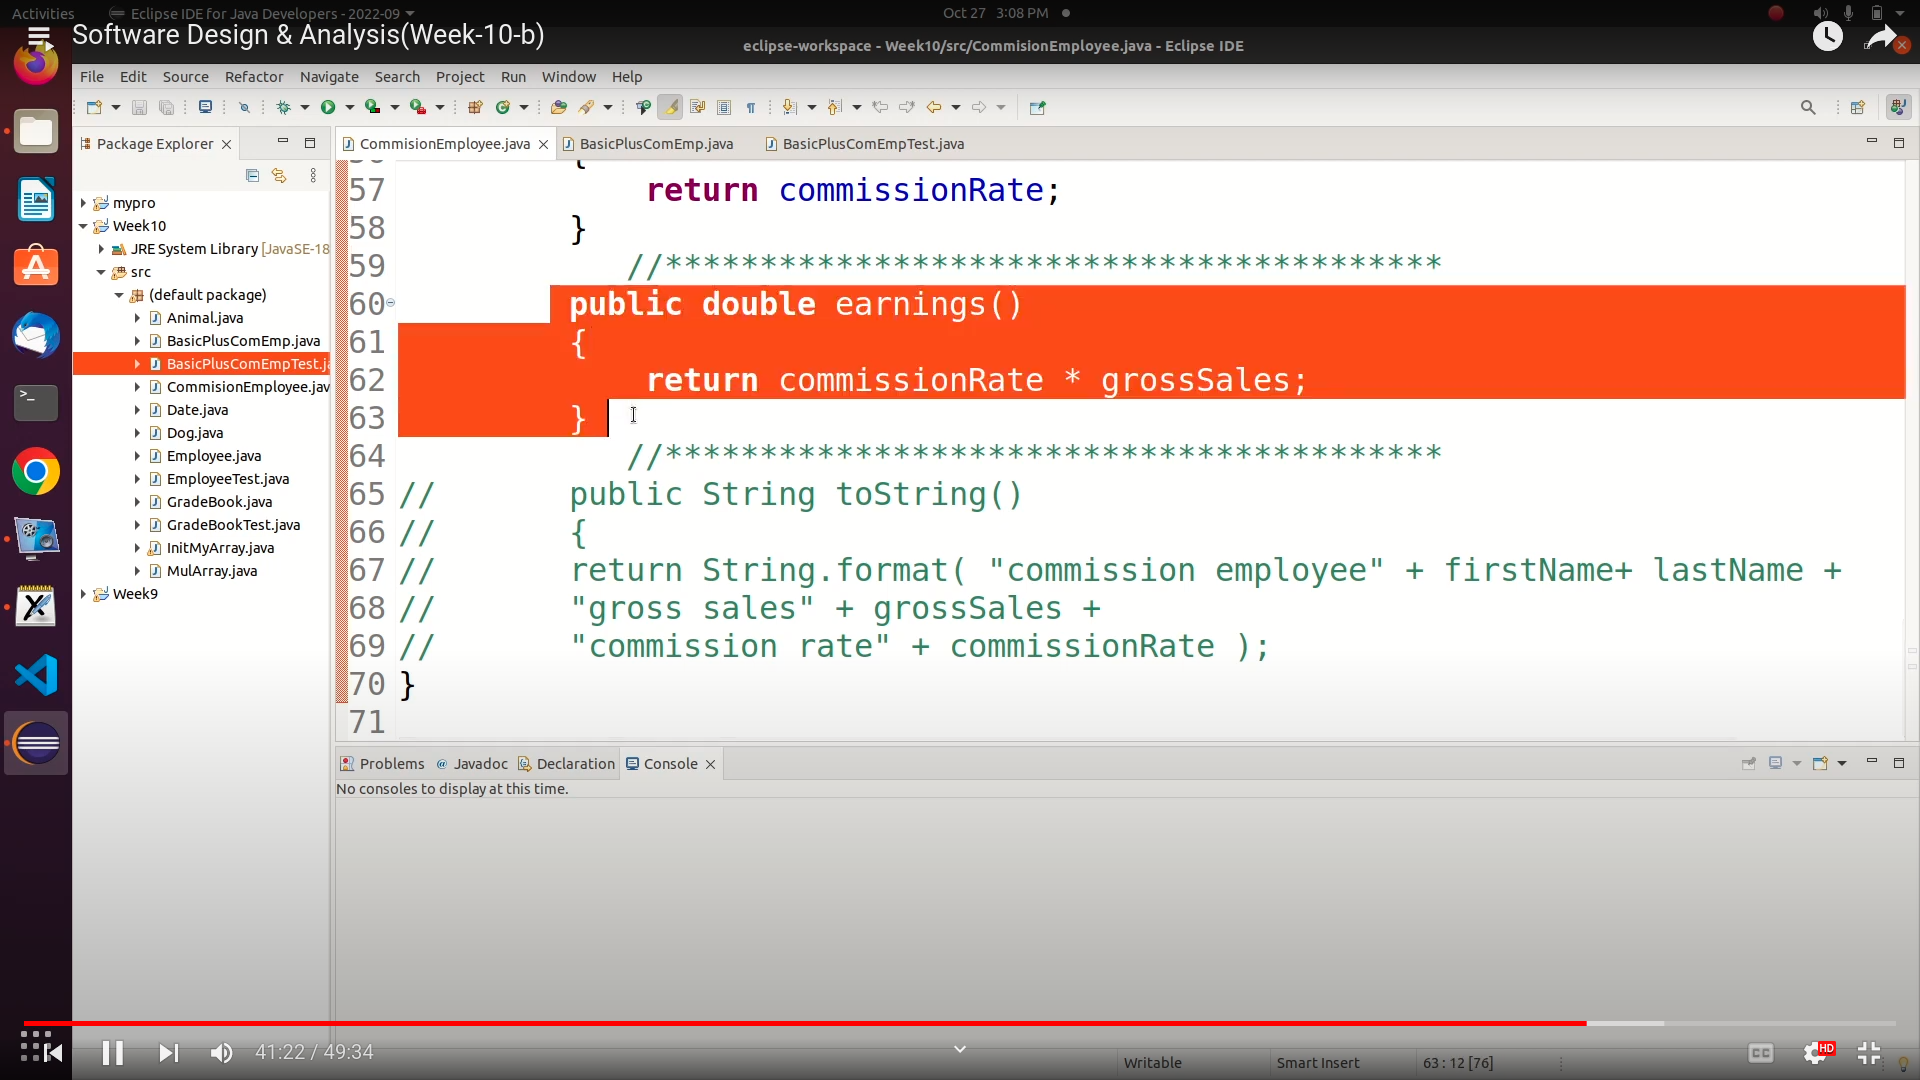 Activities
Eclipse IDE for Java Developers - 2022-09
Oct 27 3:08 PM
Software Design & Analysis(Week-10-b)
eclipse-workspace - Week10/src/CommisionEmployee.java - Eclipse IDE
File Edit Source Refactor Navigate Search Project Run Window Help
Package Explorer
CommisionEmployee.java
BasicPlusComEmp.java
BasicPlusComEmpTest.java
mypro
Week10
JRE System Library [JavaSE-18
src
(default package)
Animal.java
BasicPlusComEmp.java
BasicPlusComEmpTest.ja
CommisionEmployee.jav
Date.java
Dog.java
Employee.java
EmployeeTest.java
GradeBook.java
GradeBookTest.java
InitMyArray.java
MulArray.java
Week9
56 {
57 return commissionRate;
58 }
59 //*****************************************
60 public double earnings()
61 {
62 return commissionRate * grossSales;
63 }
64 //*****************************************
65 // public String toString()
66 // {
67 // return String.format( "commission employee" + firstName+ lastName +
68 // "gross sales" + grossSales +
69 // "commission rate" + commissionRate );
70 }
71
Problems Javadoc Declaration Console
No consoles to display at this time.
41:22 / 49:34
CC
HD
Writable
Smart Insert
63 : 12 [76]